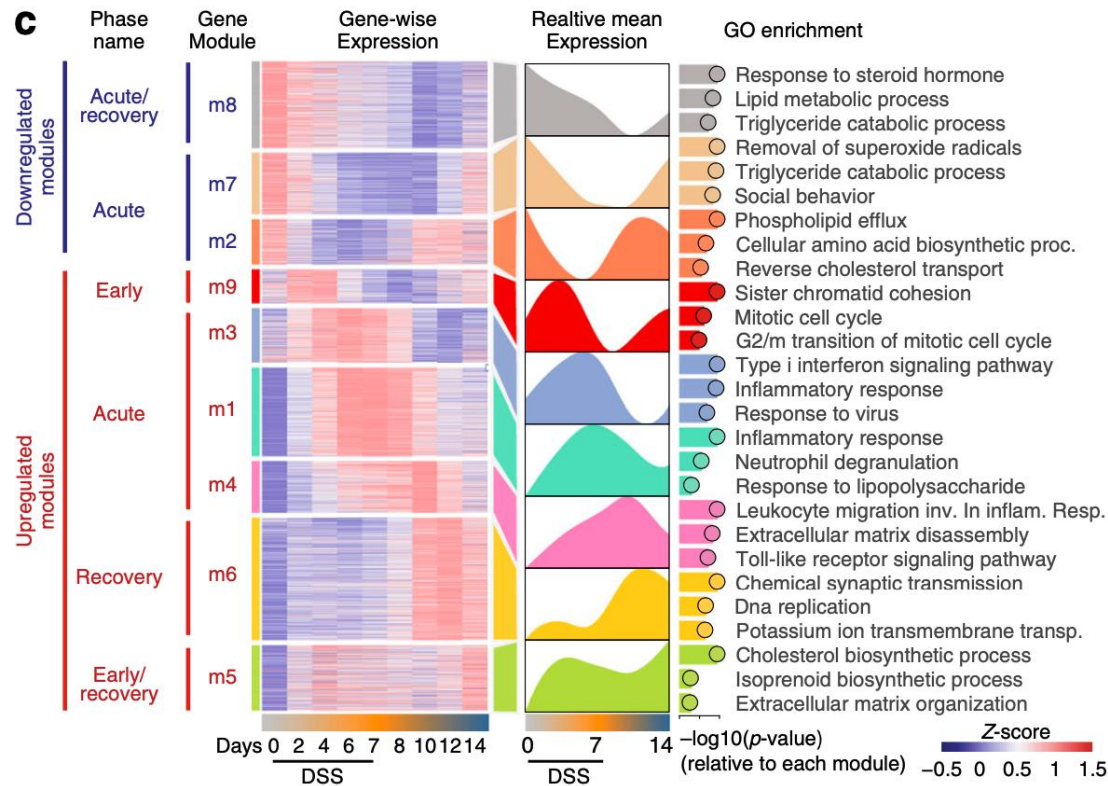 c
Phase name
Gene Module
Gene-wise Expression
Realtive mean Expression
GO enrichment
Downregulated modules
Upregulated modules
Acute/ recovery
Acute
Early
Acute
Recovery
Early/ recovery
m8
m7
m2
m9
m3
m1
m4
m6
m5
Response to steroid hormone
Lipid metabolic process
Triglyceride catabolic process
Removal of superoxide radicals
Triglyceride catabolic process
Social behavior
Phospholipid efflux
Cellular amino acid biosynthetic proc.
Reverse cholesterol transport
Sister chromatid cohesion
Mitotic cell cycle
G2/m transition of mitotic cell cycle
Type i interferon signaling pathway
Inflammatory response
Response to virus
Inflammatory response
Neutrophil degranulation
Response to lipopolysaccharide
Leukocyte migration inv. In inflam. Resp.
Extracellular matrix disassembly
Toll-like receptor signaling pathway
Chemical synaptic transmission
Dna replication
Potassium ion transmembrane transp.
Cholesterol biosynthetic process
Isoprenoid biosynthetic process
Extracellular matrix organization
Days 0 2 4 6 7 8 10 12 14
DSS
0 7 14
DSS
−log10(p-value)
(relative to each module)
Z-score
−0.5 0 0.5 1 1.5